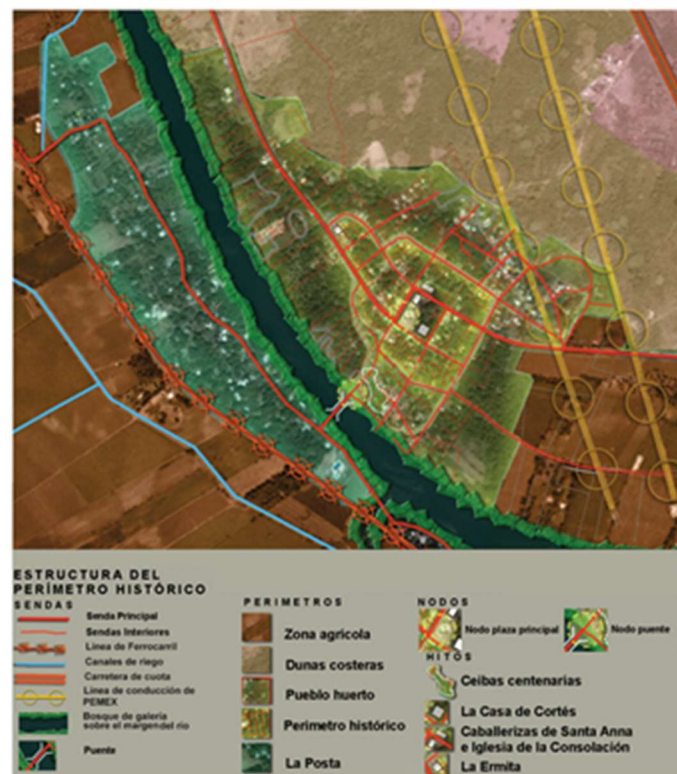 ESTRUCTURA DEL
PERÍMETRO HISTÓRICO
SENDAS
Senda Principal
Sendas Interiores
Línea de Ferrocarril
Canales de riego
Carretera de cuota
Línea de conducción de
PEMEX
Bosque de galería
sobre el margen del río
Puente
PERIMETROS
Zona agrícola
Dunas costeras
Pueblo huerto
Perímetro histórico
La Posta
NODOS
Nodo plaza principal
Nodo puente
HITOS
Ceibas centenarias
La Casa de Cortés
Caballerizas de Santa Anna
e Iglesia de la Consolación
La Ermita